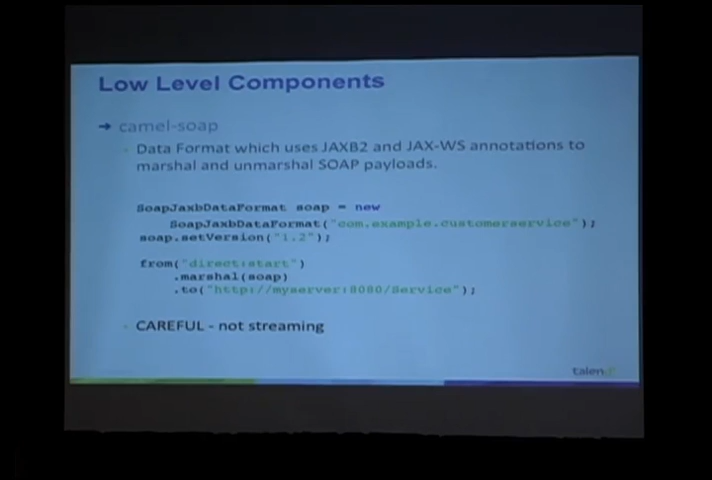 Low Level Components
camel-soap
Data Format which uses JAXB2 and JAX-WS annotations to
marshal and unmarshal SOAP payloads.
SoapJaxbDataFormat soap = new
SoapJaxbDataFormat("com.example.customerservice");
soap.setVersion("1.2");
from("direct:start")
.marshal(soap)
.to("http://myserver:8080/Service");
CAREFUL - not streaming
talend